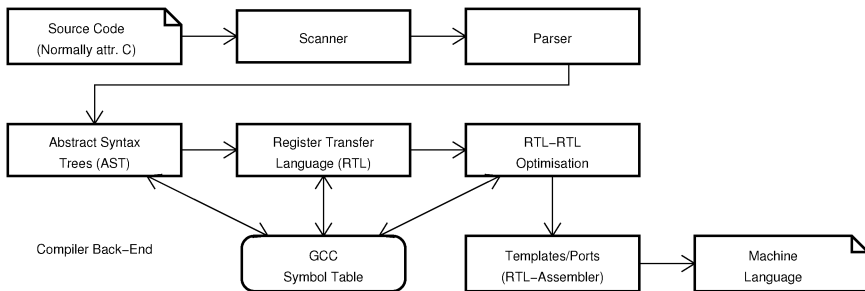 Source Code
(Normally attr. C)
Scanner
Parser
Abstract Syntax
Trees (AST)
Register Transfer
Language (RTL)
RTL−RTL
Optimisation
Compiler Back−End
GCC
Symbol Table
Templates/Ports
(RTL−Assembler)
Machine
Language